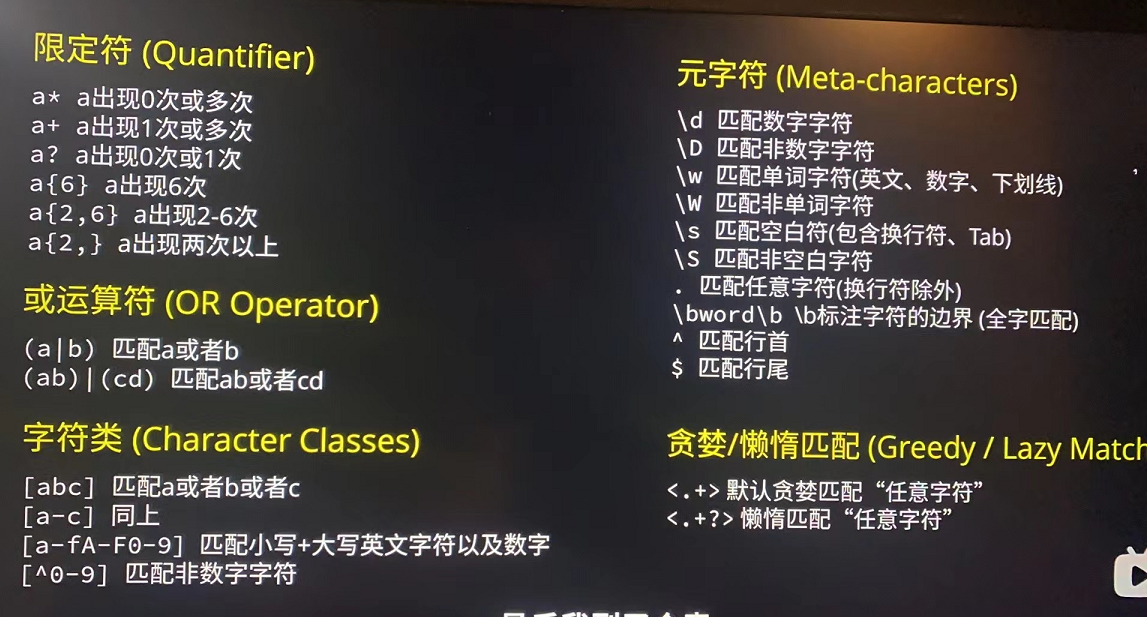 限定符 (Quantifier)
a* a出现0次或多次
a+ a出现1次或多次
a? a出现0次或1次
a{6} a出现6次
a{2,6} a出现2-6次
a{2,} a出现两次以上
或运算符 (OR Operator)
(a|b) 匹配a或者b
(ab)|(cd) 匹配ab或者cd
字符类 (Character Classes)
[abc] 匹配a或者b或者c
[a-c] 同上
[a-fA-F0-9] 匹配小写+大写英文字符以及数字
[^0-9] 匹配非数字字符
元字符 (Meta-characters)
\d 匹配数字字符
\D 匹配非数字字符
\w 匹配单词字符(英文、数字、下划线)
\W 匹配非单词字符
\s 匹配空白符(包含换行符、Tab)
\S 匹配非空白字符
. 匹配任意字符(换行符除外)
\bword\b \b标注字符的边界 (全字匹配)
^ 匹配行首
$ 匹配行尾
贪婪/懒惰匹配 (Greedy / Lazy Match
<.+> 默认贪婪匹配“任意字符”
<.+?> 懒惰匹配“任意字符”